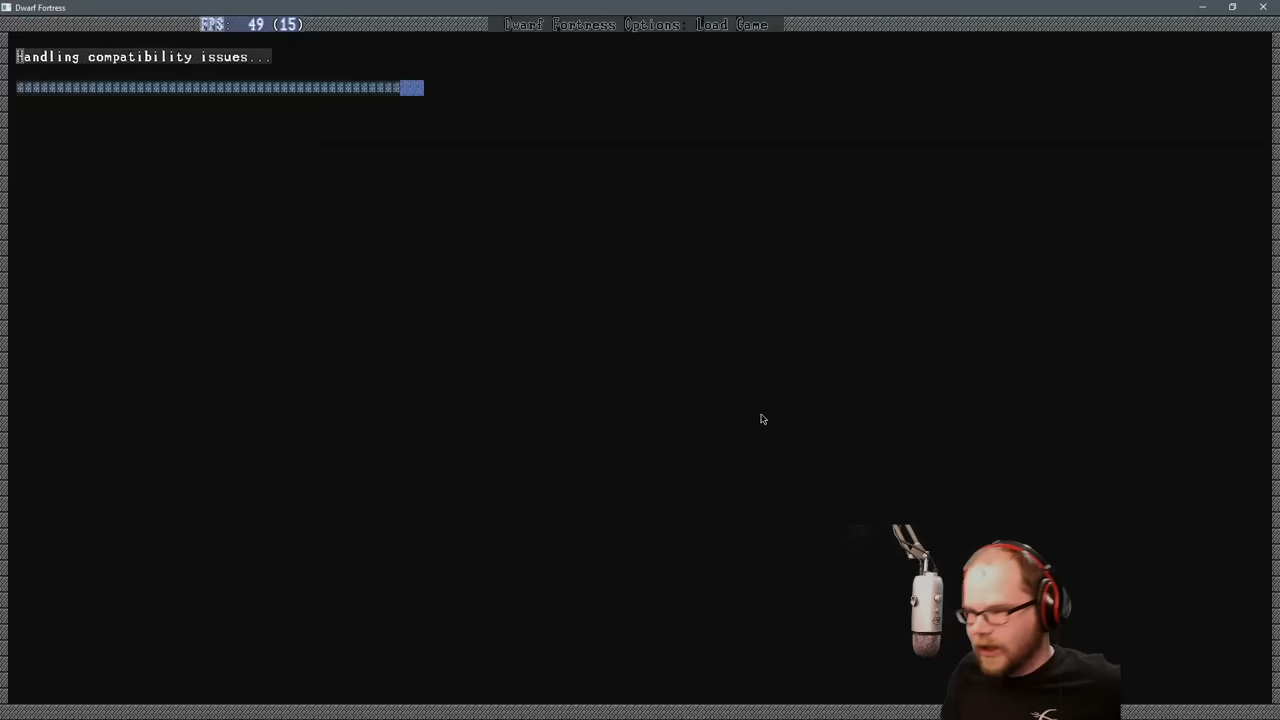 Dwarf Fortress
FPS: 49 (15)
Dwarf Fortress Options: Load Game
Handling compatibility issues...